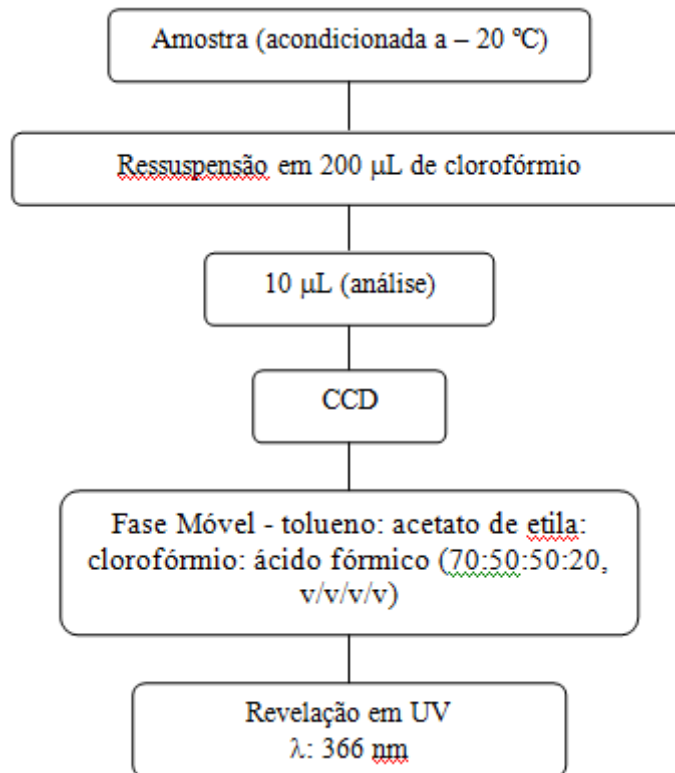 Amostra (acondicionada a – 20 ºC)
Ressuspensão em 200 µL de clorofórmio
10 µL (análise)
CCD
Fase Móvel - tolueno: acetato de etila:
clorofórmio: ácido fórmico (70:50:50:20,
v/v/v/v)
Revelação em UV
λ: 366 nm